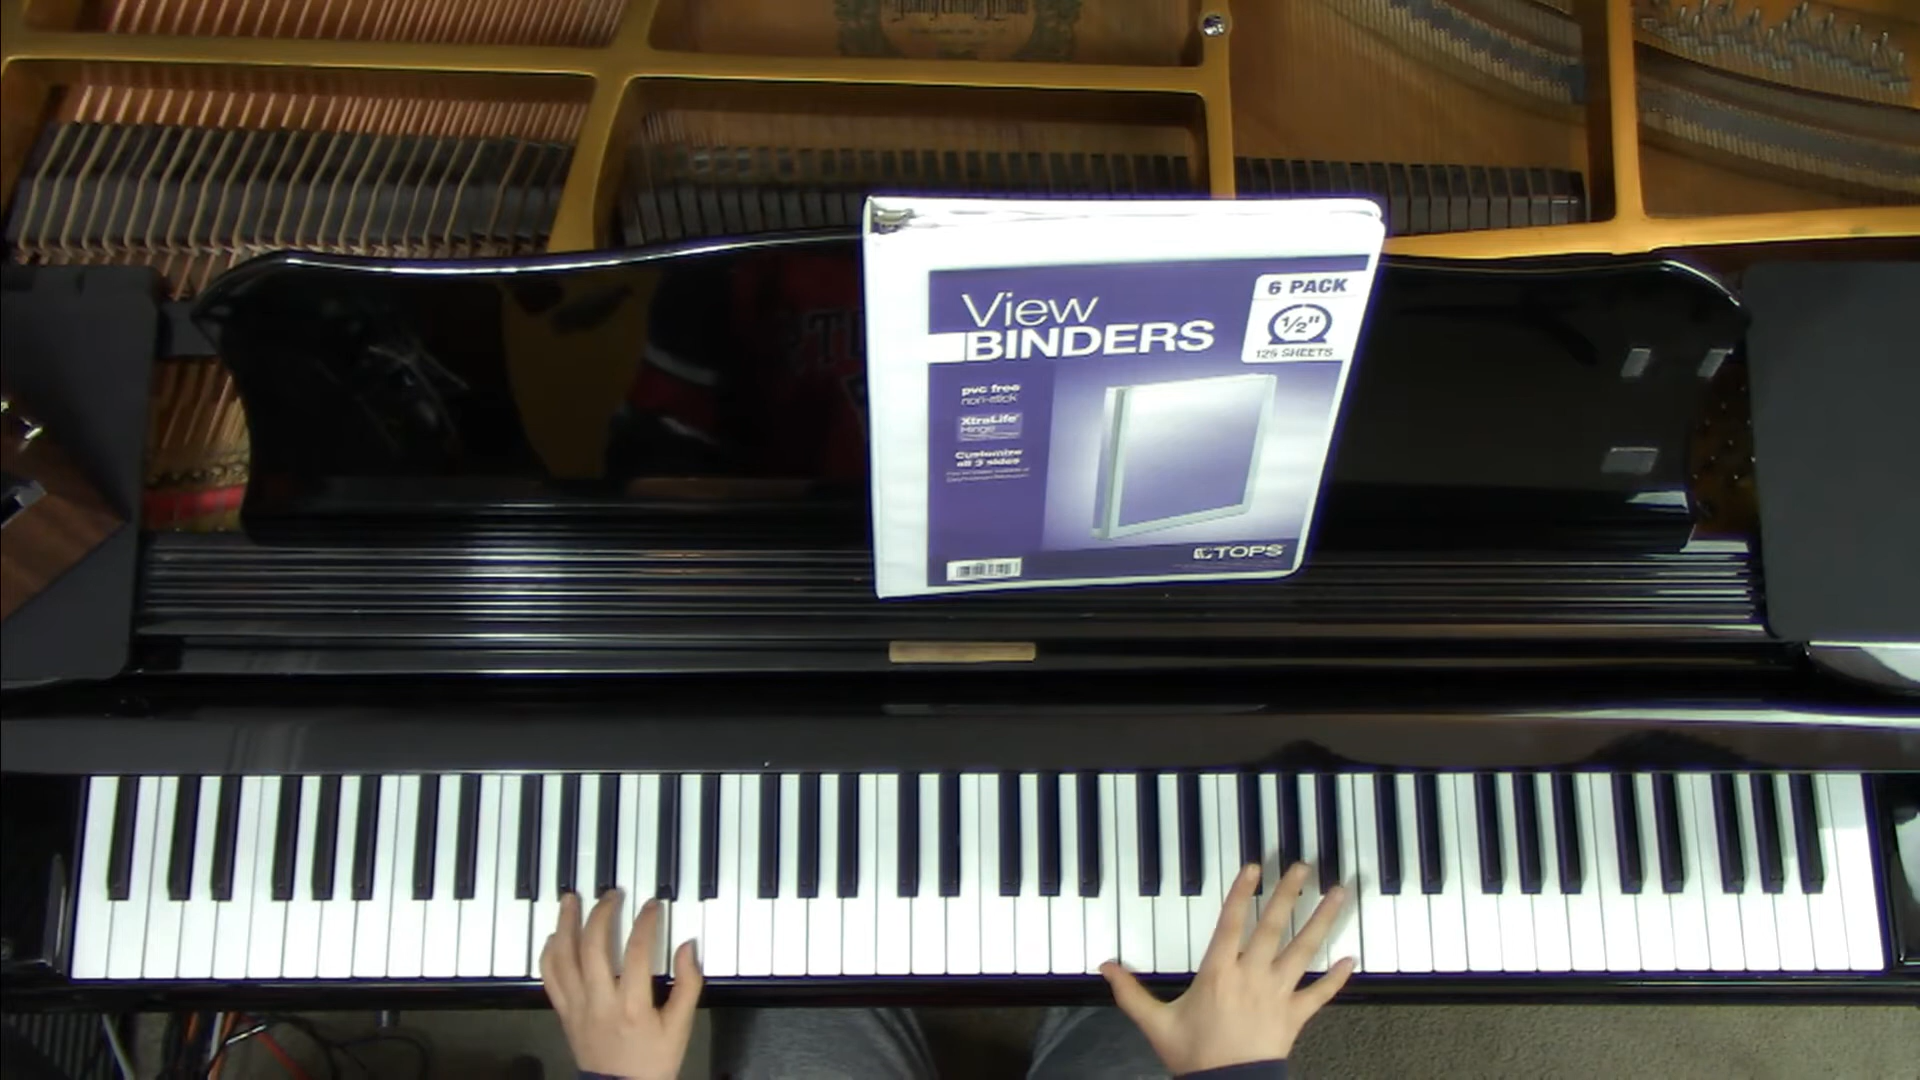 View
BINDERS
6 PACK
1/2"
125 SHEETS
pvc free
non-stick
XtraLife®
Hinge
Customize
all 3 sides
TOPS